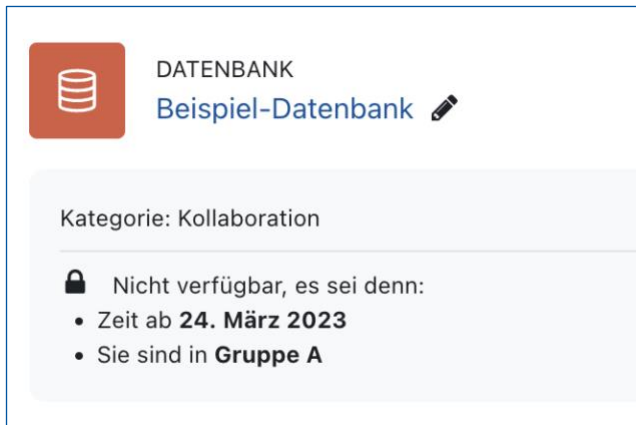 DATENBANK
Beispiel-Datenbank
Kategorie: Kollaboration
Nicht verfügbar, es sei denn:
• Zeit ab 24. März 2023
• Sie sind in Gruppe A